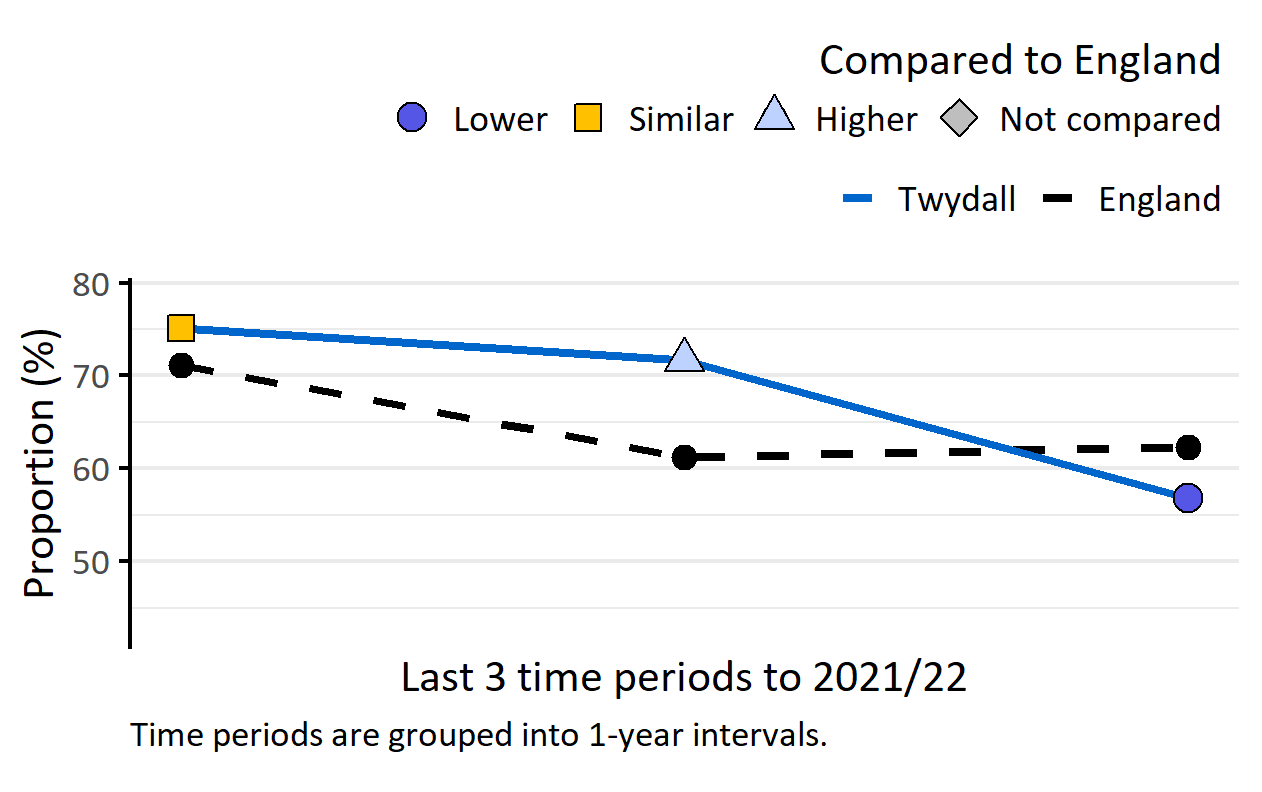 Compared to England
Lower Similar Higher Not compared
Twydall England
Proportion (%)
80
70
60
50
Last 3 time periods to 2021/22
Time periods are grouped into 1-year intervals.